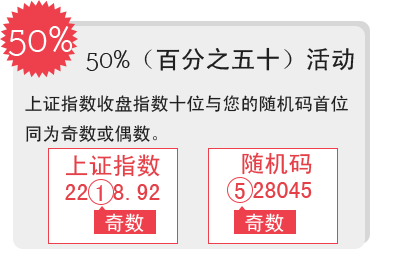 50%
50%（百分之五十）活动
上证指数收盘指数十位与您的随机码首位
同为奇数或偶数。
上证指数
2218.92
奇数
随机码
528045
奇数